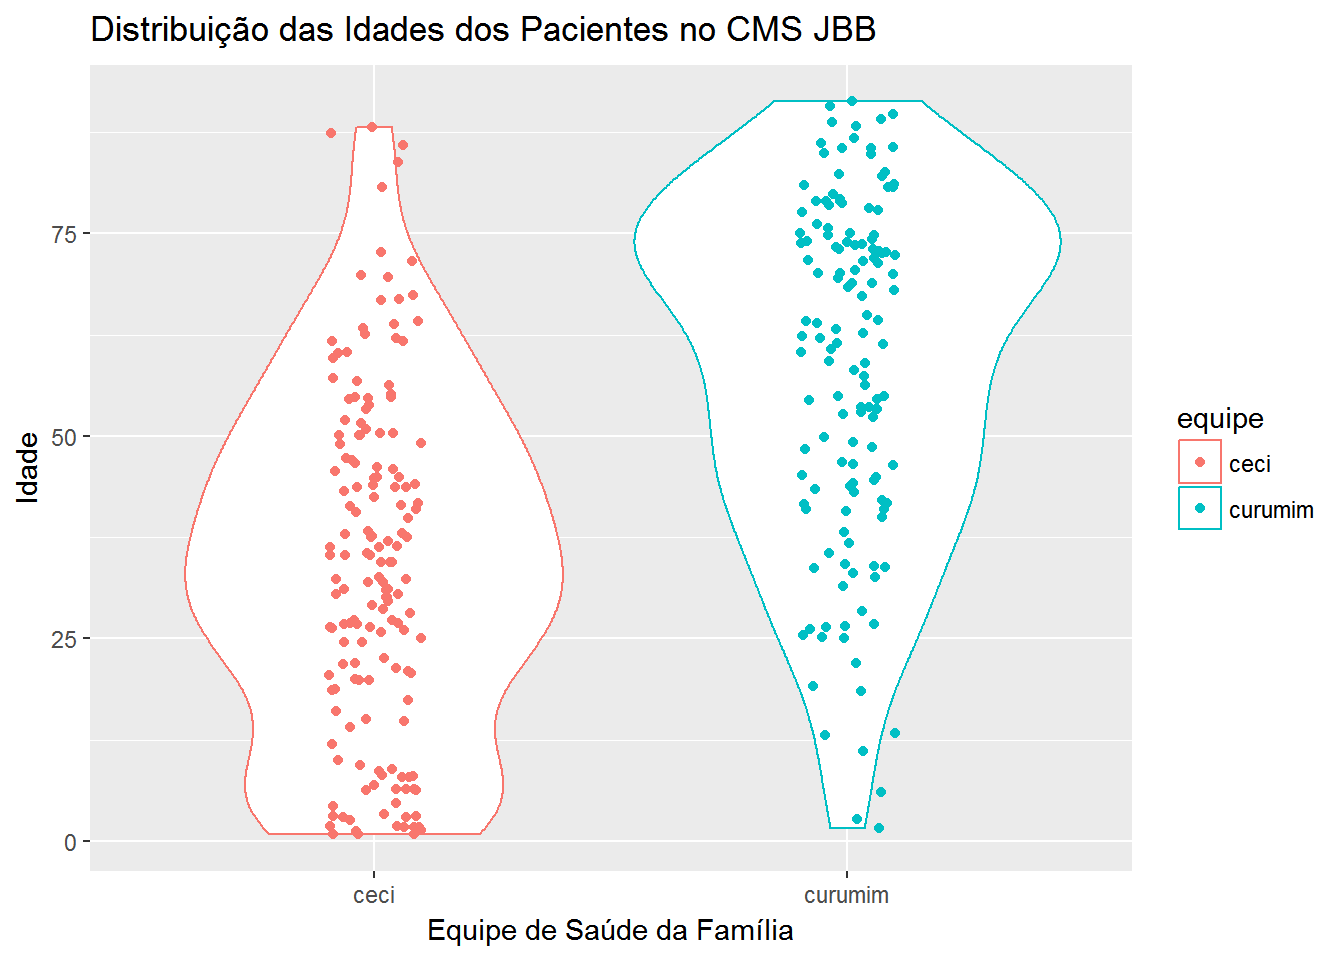 Distribuição das Idades dos Pacientes no CMS JBB
Idade
75
50
25
0
ceci
curumim
Equipe de Saúde da Família
equipe
ceci
curumim